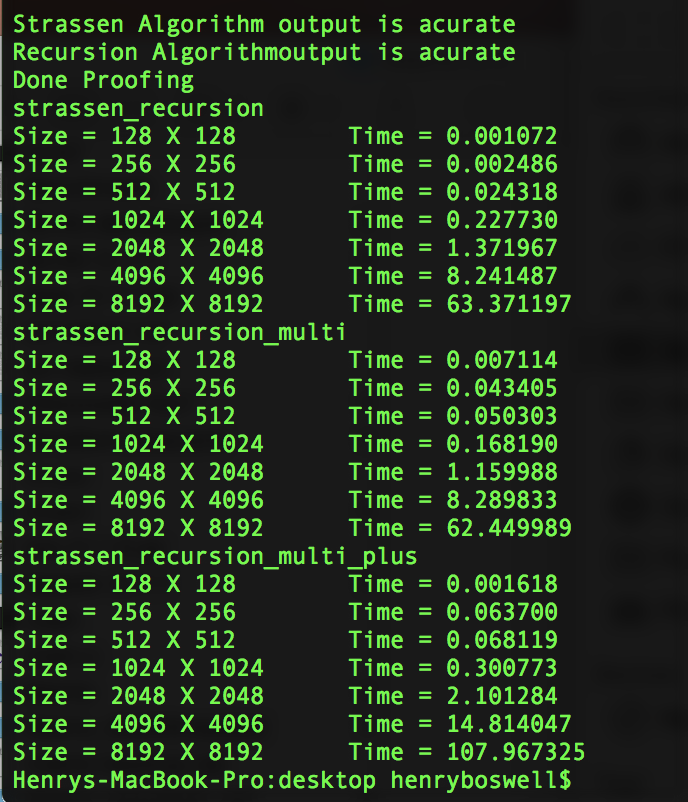 Strassen Algorithm output is acurate
Recursion Algorithmoutput is acurate
Done Proofing
strassen_recursion
Size = 128 X 128 Time = 0.001072
Size = 256 X 256 Time = 0.002486
Size = 512 X 512 Time = 0.024318
Size = 1024 X 1024 Time = 0.227730
Size = 2048 X 2048 Time = 1.371967
Size = 4096 X 4096 Time = 8.241487
Size = 8192 X 8192 Time = 63.371197
strassen_recursion_multi
Size = 128 X 128 Time = 0.007114
Size = 256 X 256 Time = 0.043405
Size = 512 X 512 Time = 0.050303
Size = 1024 X 1024 Time = 0.168190
Size = 2048 X 2048 Time = 1.159988
Size = 4096 X 4096 Time = 8.289833
Size = 8192 X 8192 Time = 62.449989
strassen_recursion_multi_plus
Size = 128 X 128 Time = 0.001618
Size = 256 X 256 Time = 0.063700
Size = 512 X 512 Time = 0.068119
Size = 1024 X 1024 Time = 0.300773
Size = 2048 X 2048 Time = 2.101284
Size = 4096 X 4096 Time = 14.814047
Size = 8192 X 8192 Time = 107.967325
Henrys-MacBook-Pro:desktop henryboswell$